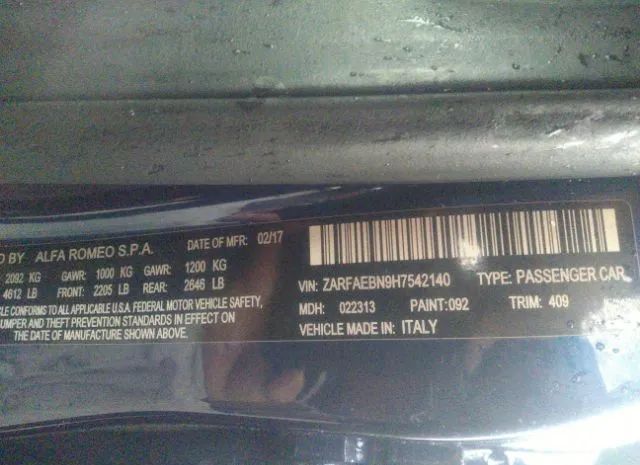 D BY ALFA ROMEO S.P.A. DATE OF MFR: 02/17
2092 KG GAWR: 1000 KG GAWR: 1200 KG
4612 LB FRONT: 2205 LB REAR: 2646 LB
CLE CONFORMS TO ALL APPLICABLE U.S.A. FEDERAL MOTOR VEHICLE SAFETY,
BUMPER AND THEFT PREVENTION STANDARDS IN EFFECT ON
THE DATE OF MANUFACTURE SHOWN ABOVE.
VIN: ZARFAEBN9H7542140 TYPE: PASSENGER CAR
MDH: 022313 PAINT: 092 TRIM: 409
VEHICLE MADE IN: ITALY